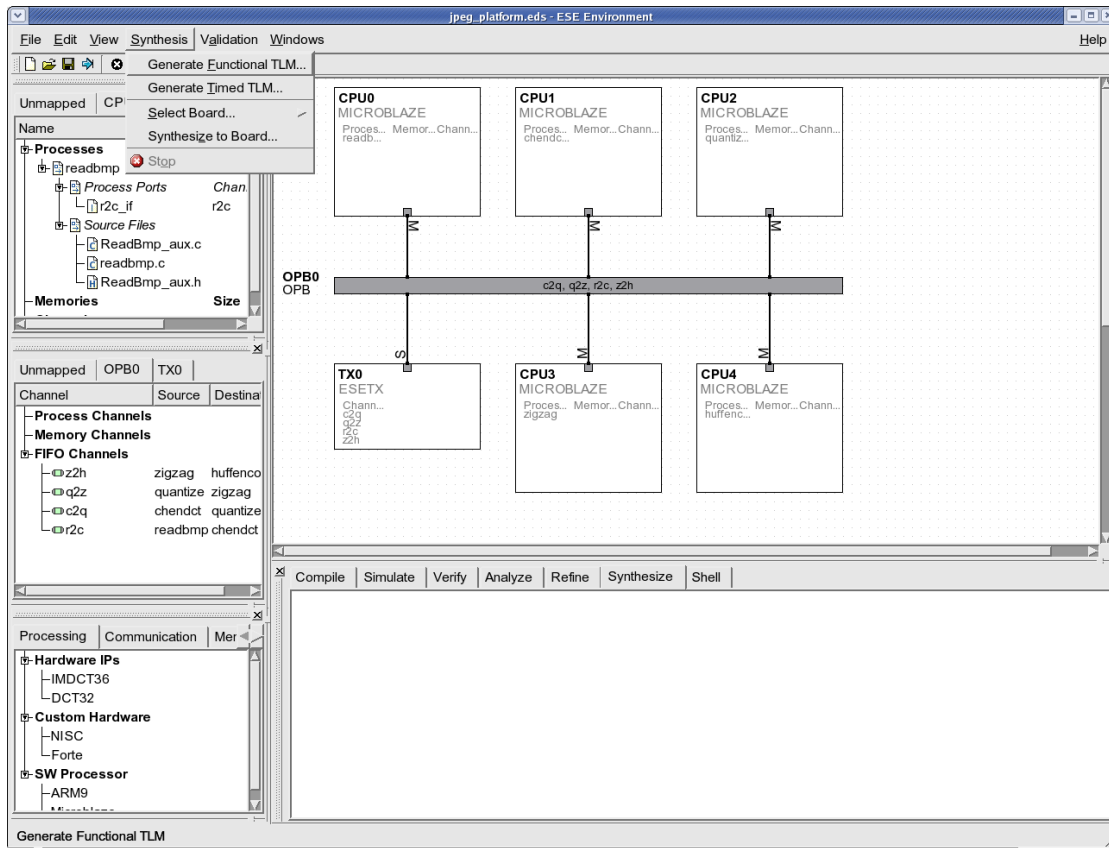 jpeg_platform.eds - ESE Environment
File Edit View Synthesis Validation Windows Help
Generate Functional TLM...
Generate Timed TLM...
Select Board...
Synthesize to Board...
Stop
Unmapped CP
Name
Processes
readbmp
Process Ports Chan
r2c_if r2c
Source Files
ReadBmp_aux.c
readbmp.c
ReadBmp_aux.h
Memories Size
Unmapped OPB0 TX0
Channel Source Destina
Process Channels
Memory Channels
FIFO Channels
z2h zigzag huffenco
q2z quantize zigzag
c2q chendct quantize
r2c readbmp chendct
Processing Communication Mer
Hardware IPs
IMDCT36
DCT32
Custom Hardware
NISC
Forte
SW Processor
ARM9
Microblaze
CPU0
MICROBLAZE
Proces... Memor...Chann...
readb...
M
CPU1
MICROBLAZE
Proces... Memor...Chann...
chendc...
M
CPU2
MICROBLAZE
Proces... Memor...Chann...
quantiz...
M
OPB0
OPB
c2q, q2z, r2c, z2h
S
TX0
ESETX
Chann...
c2q
q2z
r2c
z2h
M
CPU3
MICROBLAZE
Proces... Memor...Chann...
zigzag
M
CPU4
MICROBLAZE
Proces... Memor...Chann...
huffenc...
Compile Simulate Verify Analyze Refine Synthesize Shell
Generate Functional TLM